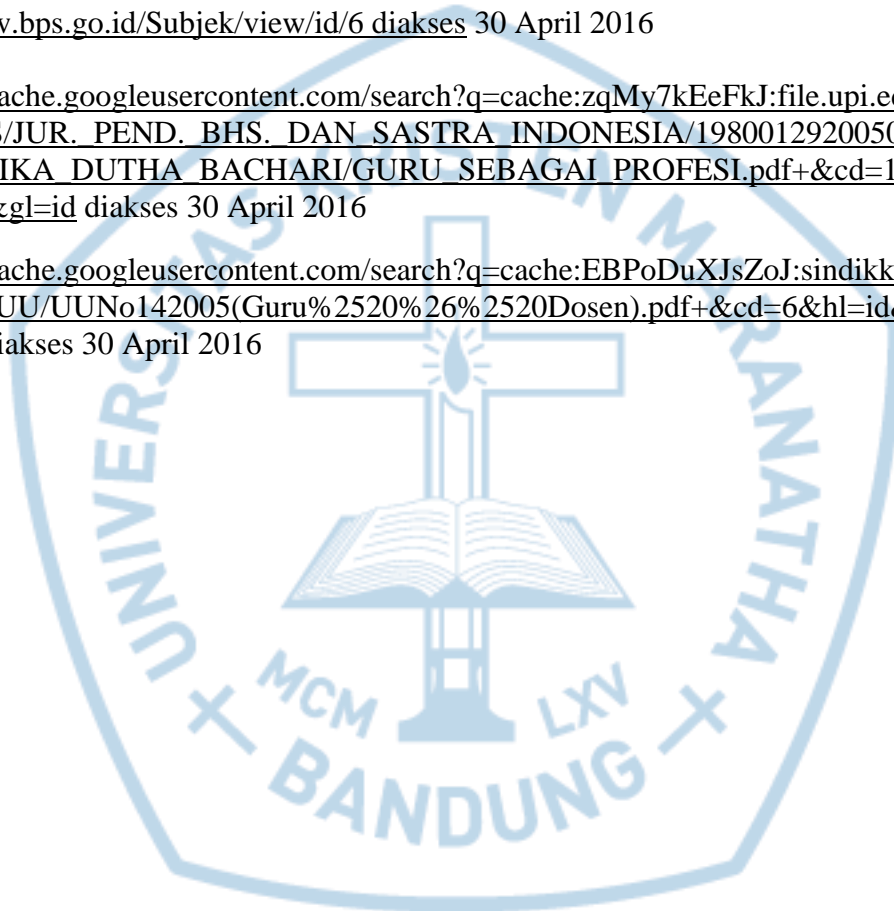 w.bps.go.id/Subjek/view/id/6 diakses 30 April 2016
ache.googleusercontent.com/search?q=cache:zqMy7kEeFkJ:file.upi.ec
/JUR._PEND._BHS._DAN_SASTRA_INDONESIA/1980012920050
IKA_DUTHA_BACHARI/GURU_SEBAGAI_PROFESI.pdf+&cd=1
&gl=id diakses 30 April 2016
ache.googleusercontent.com/search?q=cache:EBPoDuXJsZoJ:sindikk
UU/UUNo142005(Guru%2520%26%2520Dosen).pdf+&cd=6&hl=id&
iakses 30 April 2016
UNIVERSITAS KRISTEN MARANATHA
MCM LXV
BANDUNG